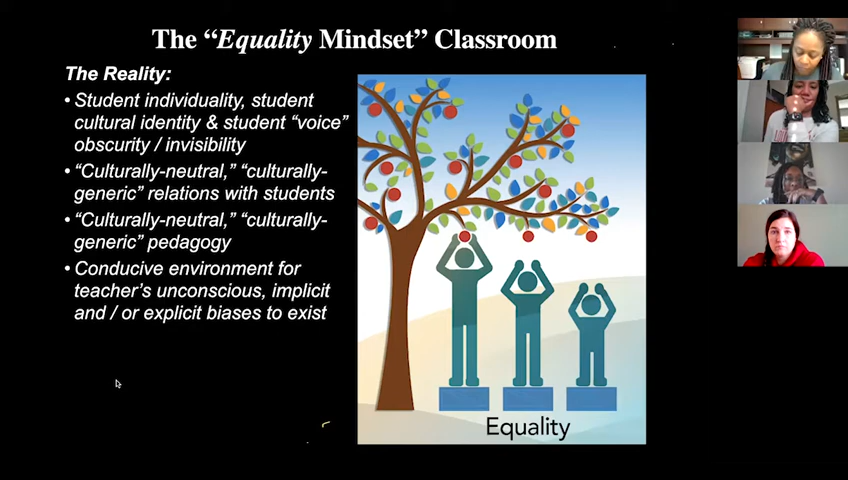 The “Equality Mindset” Classroom
The Reality:
• Student individuality, student
cultural identity & student “voice”
obscurity / invisibility
• “Culturally-neutral,” “culturally-
generic” relations with students
• “Culturally-neutral,” “culturally-
generic” pedagogy
• Conducive environment for
teacher’s unconscious, implicit
and / or explicit biases to exist
Equality